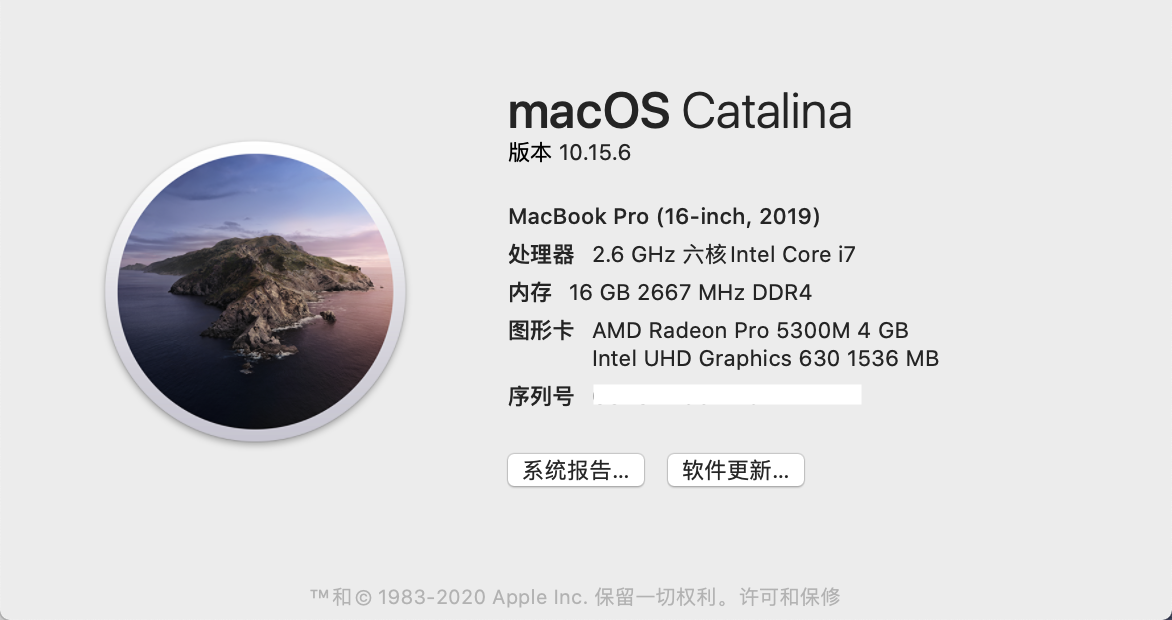 macOS Catalina
版本 10.15.6
MacBook Pro (16-inch, 2019)
处理器 2.6 GHz 六核Intel Core i7
内存 16 GB 2667 MHz DDR4
图形卡 AMD Radeon Pro 5300M 4 GB
Intel UHD Graphics 630 1536 MB
序列号
系统报告... 软件更新...
™和© 1983-2020 Apple Inc. 保留一切权利。许可和保修